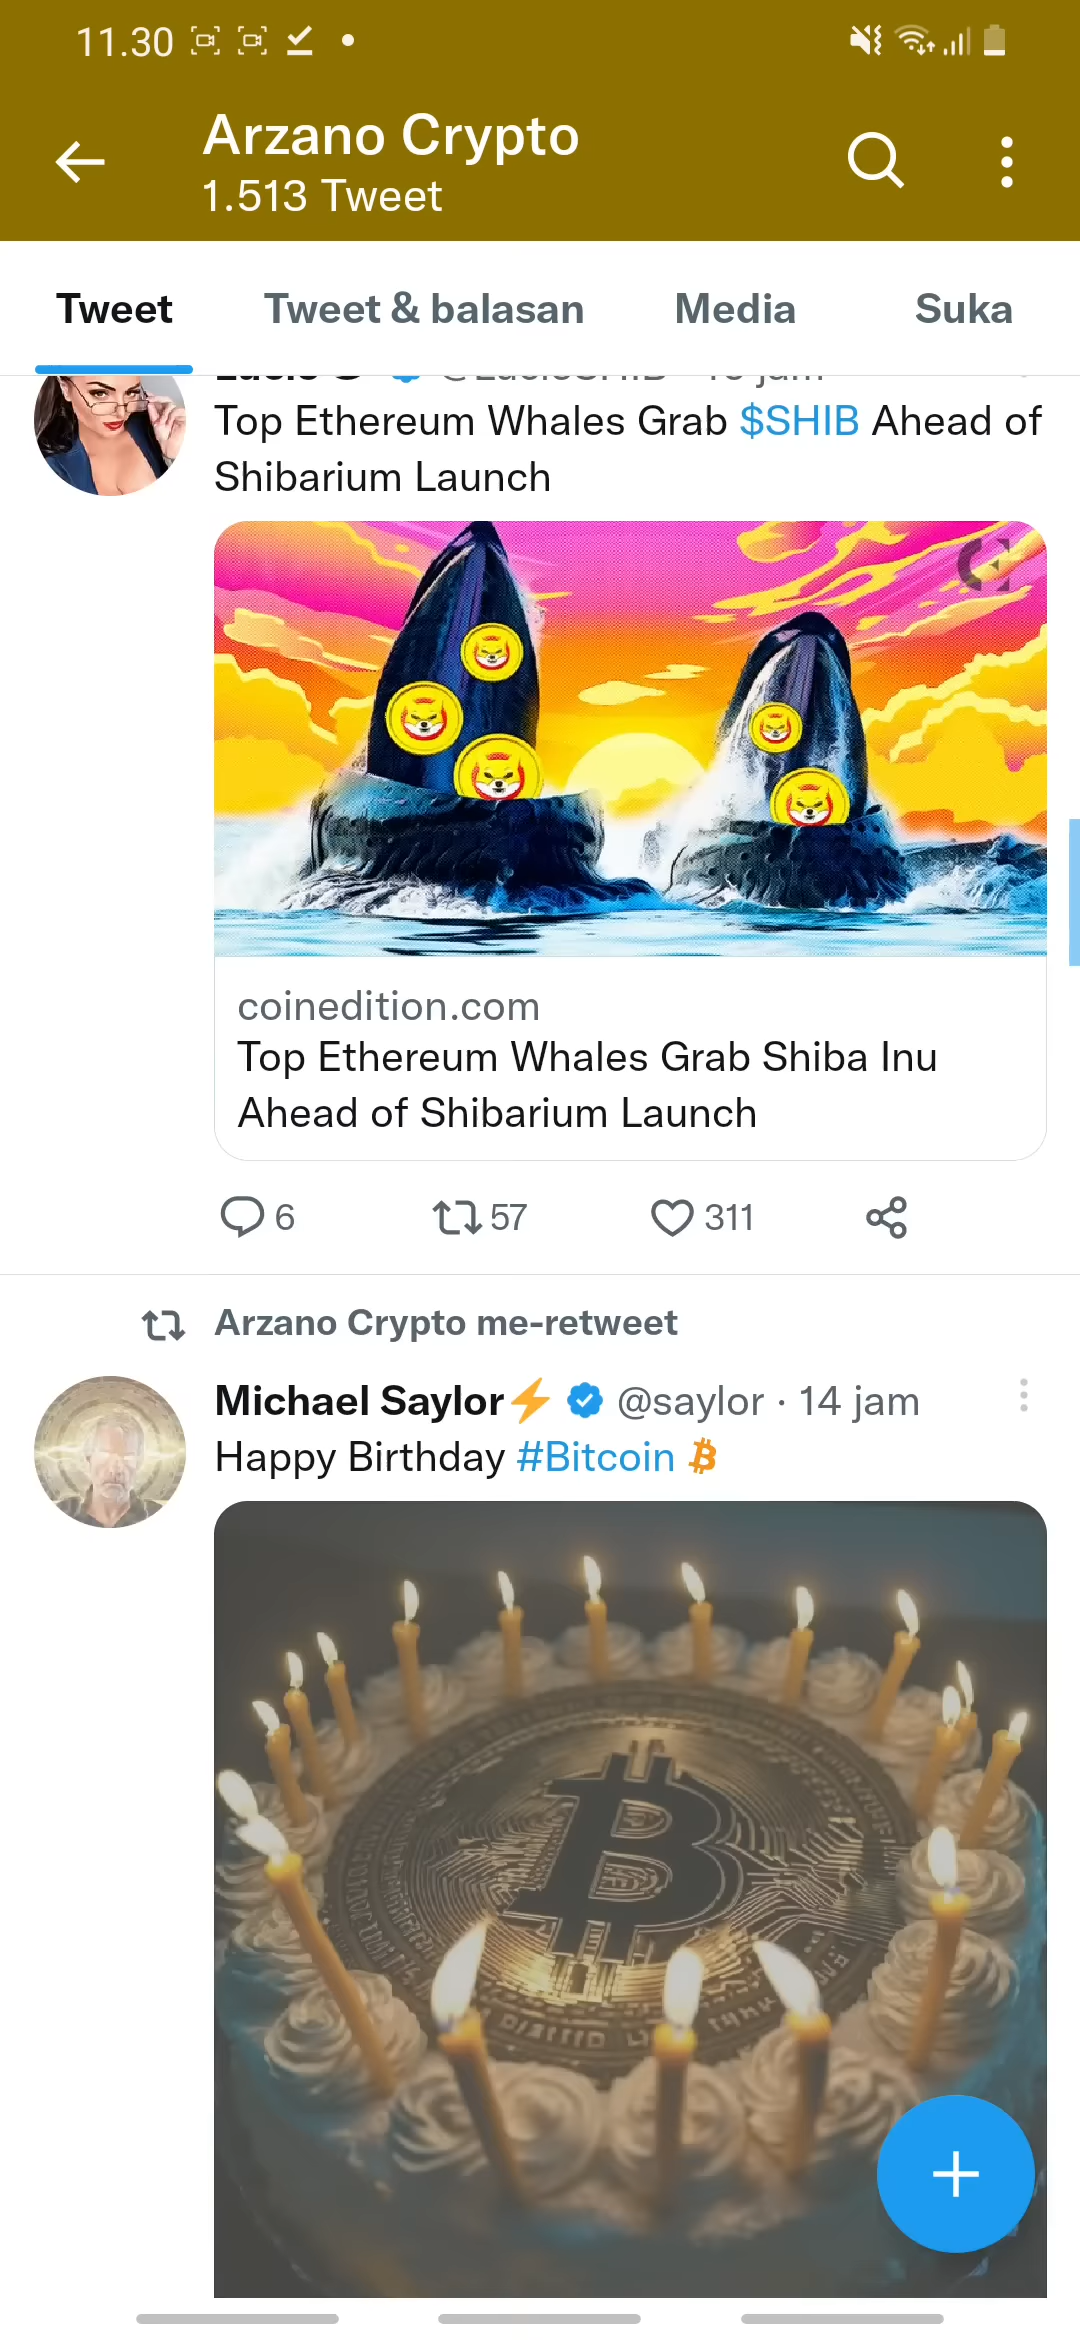 11.30
Arzano Crypto
1.513 Tweet
Tweet Tweet & balasan Media Suka
Top Ethereum Whales Grab $SHIB Ahead of
Shibarium Launch
coinedition.com
Top Ethereum Whales Grab Shiba Inu
Ahead of Shibarium Launch
6 57 311
Arzano Crypto me-retweet
Michael Saylor⚡ @saylor · 14 jam
Happy Birthday #Bitcoin